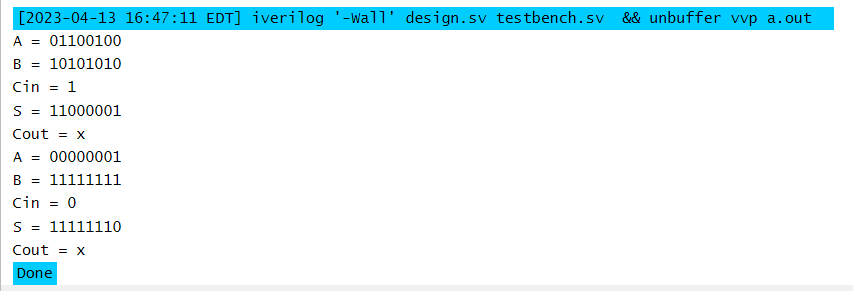 [2023-04-13 16:47:11 EDT] iverilog '-Wall' design.sv testbench.sv  && unbuffer vvp a.out
A = 01100100
B = 10101010
Cin = 1
S = 11000001
Cout = x
A = 00000001
B = 11111111
Cin = 0
S = 11111110
Cout = x
Done